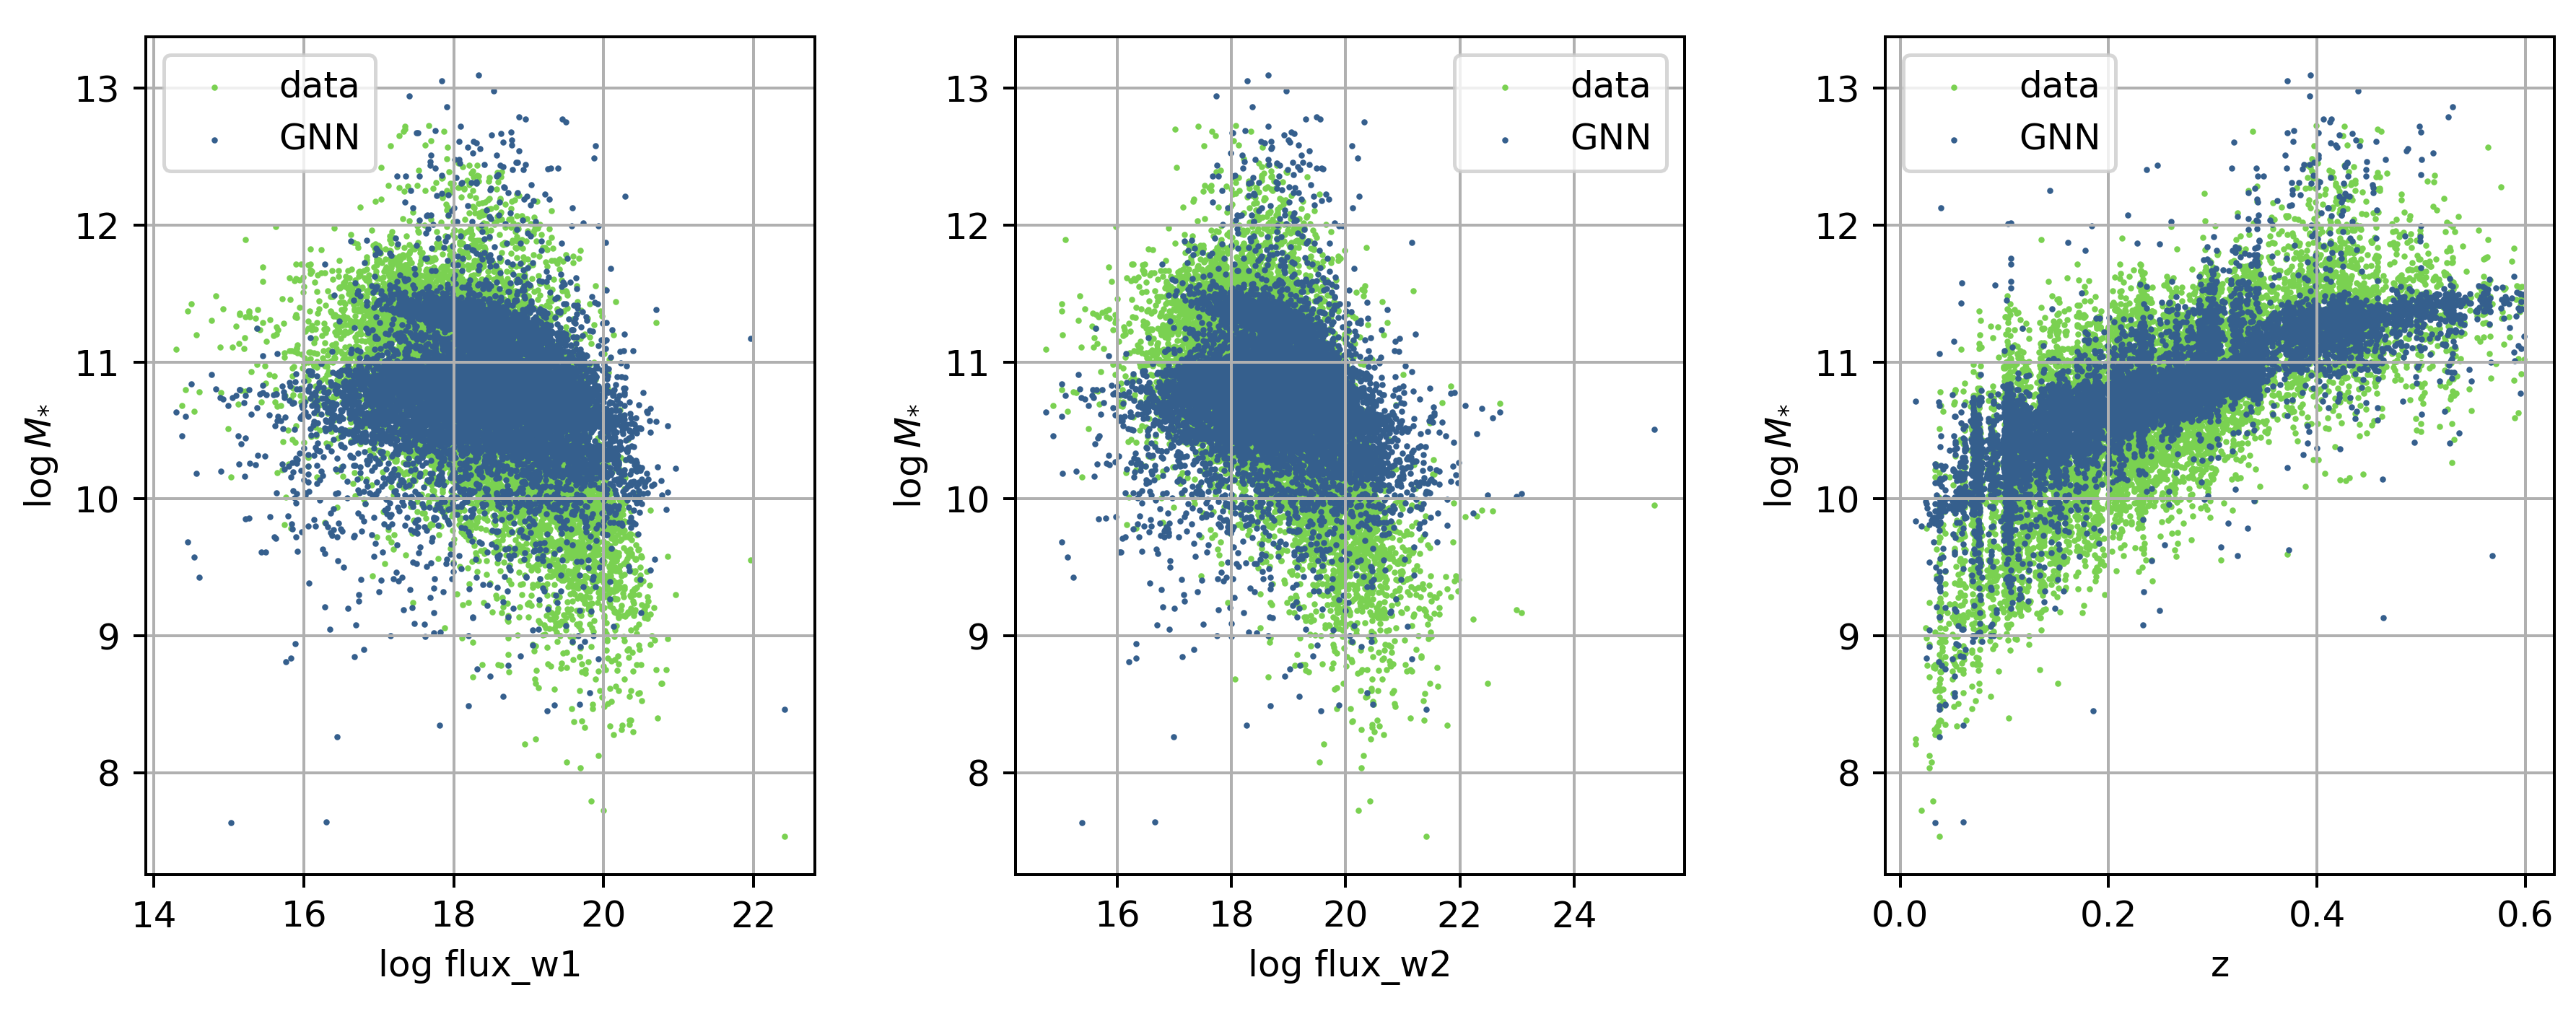 data
GNN
13
12
11
10
9
8
log M*
14 16 18 20 22
log flux_w1
data
GNN
13
12
11
10
9
8
log M*
16 18 20 22 24
log flux_w2
data
GNN
13
12
11
10
9
8
log M*
0.0 0.2 0.4 0.6
z